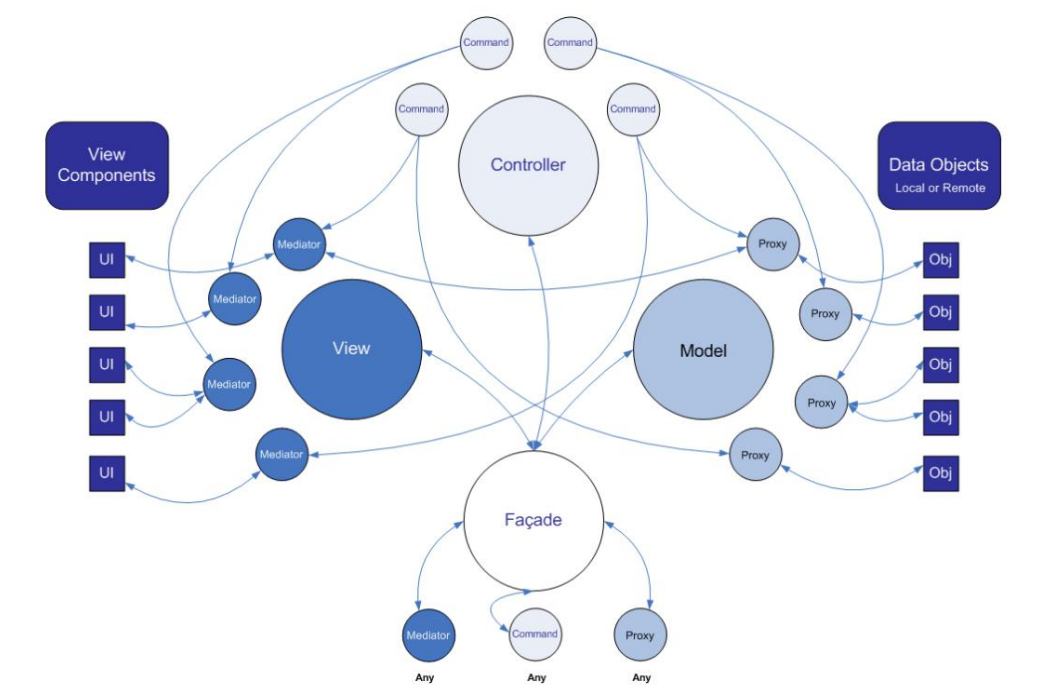 Command
Command
Command
Command
Controller
View
Components
Data Objects
Local or Remote
Mediator
Proxy
UI
Obj
Mediator
Proxy
UI
Obj
View
Model
UI
Obj
Mediator
Proxy
UI
Obj
Mediator
Proxy
UI
Obj
Façade
Mediator
Command
Proxy
Any
Any
Any